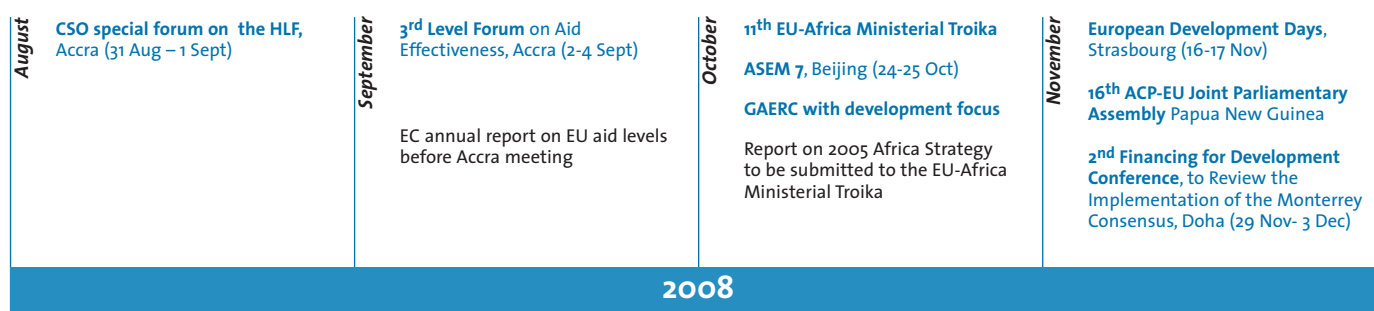 August
CSO special forum on the HLF,
Accra (31 Aug – 1 Sept)
September
3rd Level Forum on Aid
Effectiveness, Accra (2-4 Sept)
EC annual report on EU aid levels
before Accra meeting
October
11th EU-Africa Ministerial Troika
ASEM 7, Beijing (24-25 Oct)
GAERC with development focus
Report on 2005 Africa Strategy
to be submitted to the EU-Africa
Ministerial Troika
November
European Development Days,
Strasbourg (16-17 Nov)
16th ACP-EU Joint Parliamentary
Assembly Papua New Guinea
2nd Financing for Development
Conference, to Review the
Implementation of the Monterrey
Consensus, Doha (29 Nov- 3 Dec)
2008